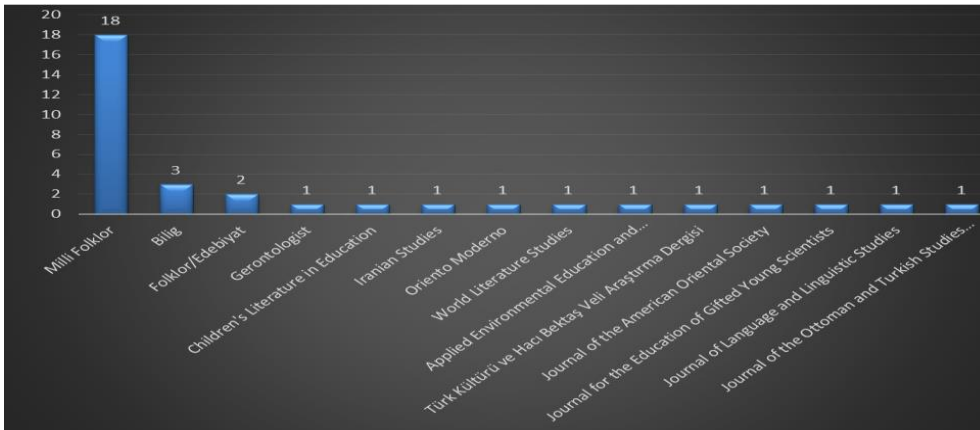 20
18
16
14
12
10
8
6
4
2
0
18
3
2
1
1
1
1
1
1
1
1
1
1
1
Milli Folklor
Bilig
Folklor/Edebiyat
Gerontologist
Children's Literature in Education
Iranian Studies
Oriento Moderno
World Literature Studies
Applied Environmental Education and...
Türk Kültürü ve Hacı Bektaş Veli Araştırma Dergisi
Journal of the American Oriental Society
Journal for the Education of Gifted Young Scientists
Journal of Language and Linguistic Studies
Journal of the Ottoman and Turkish Studies...